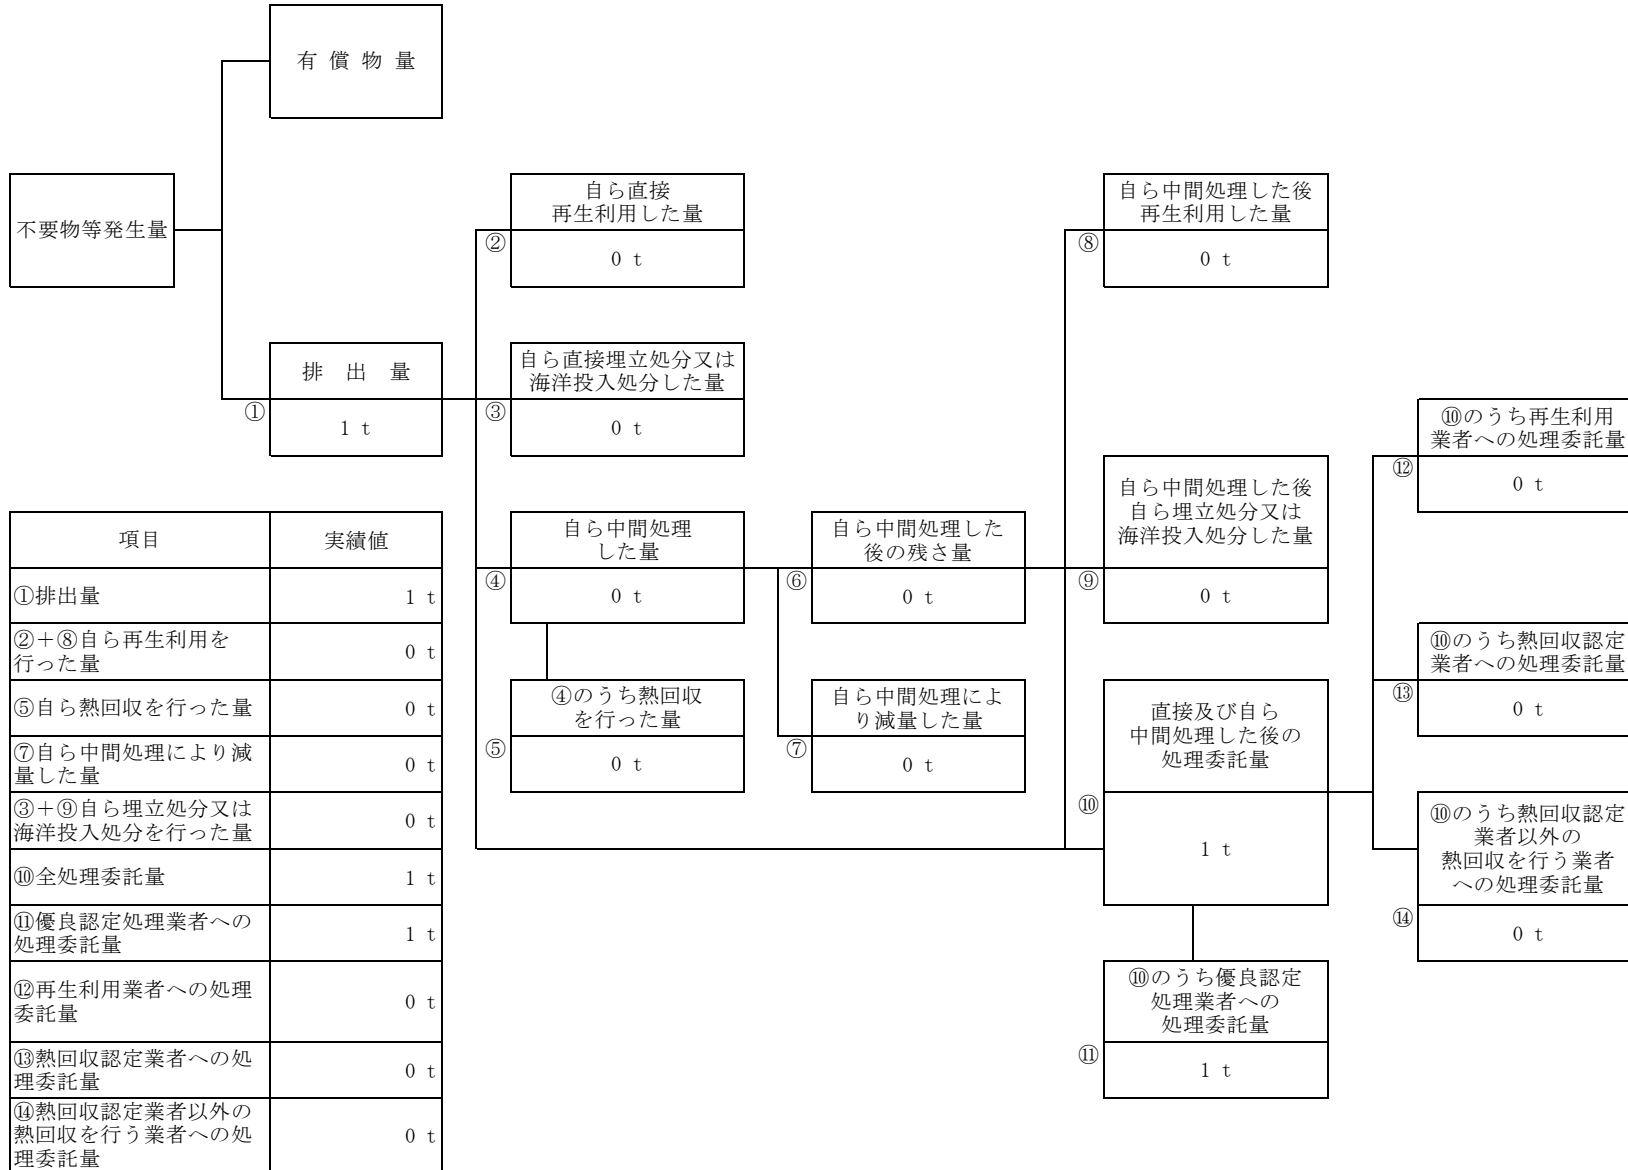 有 償 物 量
不要物等発生量
自ら直接
再生利用した量
②
0 t
自ら中間処理した後
再生利用した量
⑧
0 t
排 出 量
①
1 t
自ら直接埋立処分又は
海洋投入処分した量
③
0 t
⑩のうち再生利用
業者への処理委託量
⑫
0 t
自ら中間処理
した量
④
0 t
自ら中間処理した
後の残さ量
⑥
0 t
自ら中間処理した後
自ら埋立処分又は
海洋投入処分した量
⑨
0 t
⑩のうち熱回収認定
業者への処理委託量
⑬
0 t
④のうち熱回収
を行った量
⑤
0 t
自ら中間処理によ
り減量した量
⑦
0 t
直接及び自ら
中間処理した後の
処理委託量
⑩
1 t
⑩のうち熱回収認定
業者以外の
熱回収を行う業者
への処理委託量
⑭
0 t
⑩のうち優良認定
処理業者への
処理委託量
⑪
1 t
項目 実績値
①排出量 1 t
②+⑧自ら再生利用を
行った量 0 t
⑤自ら熱回収を行った量 0 t
⑦自ら中間処理により減
量した量 0 t
③+⑨自ら埋立処分又は
海洋投入処分を行った量 0 t
⑩全処理委託量 1 t
⑪優良認定処理業者への
処理委託量 1 t
⑫再生利用業者への処理
委託量 0 t
⑬熱回収認定業者への処
理委託量 0 t
⑭熱回収認定業者以外の
熱回収を行う業者への処 0 t
理委託量